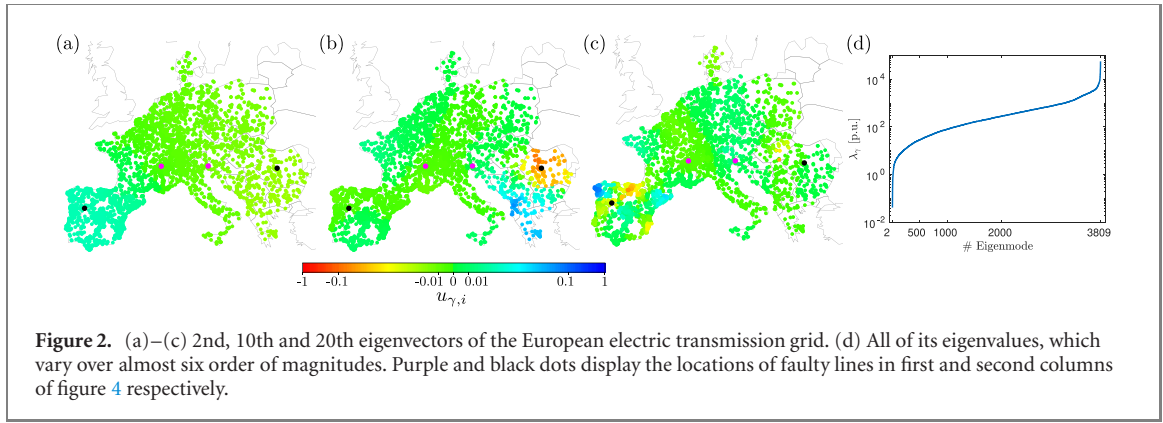 (a) (b) (c) (d)
10^4
10^2
10^0
10^-2
λγ [p.u.]
2 500 1000 2000 3809
# Eigenmode
-1 -0.1 -0.01 0 0.01 0.1 1
uγ,i
Figure 2. (a)–(c) 2nd, 10th and 20th eigenvectors of the European electric transmission grid. (d) All of its eigenvalues, which
vary over almost six order of magnitudes. Purple and black dots display the locations of faulty lines in first and second columns
of figure 4 respectively.